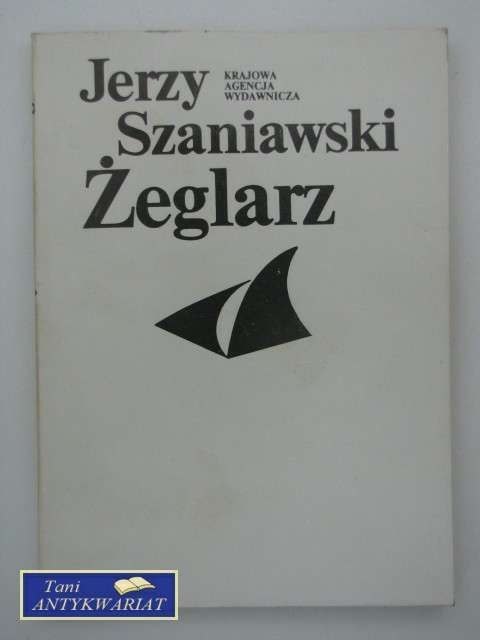 Jerzy
KRAJOWA
AGENCJA
WYDAWNICZA
Szaniawski
Żeglarz
Tani
ANTYKWARIAT